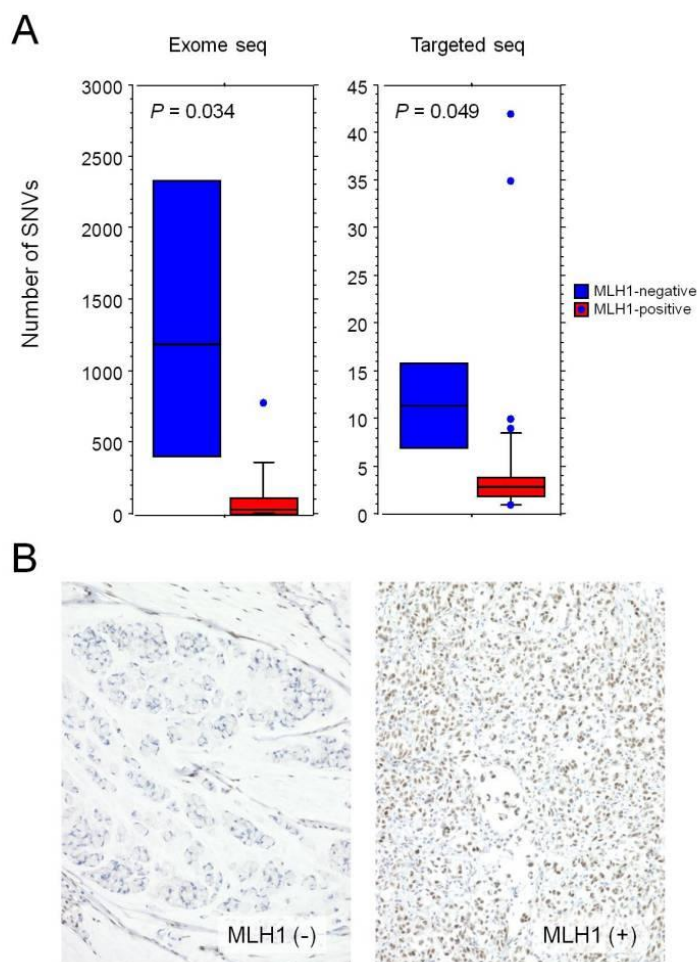 A
Exome seq
Targeted seq
Number of SNVs
3000
2500
2000
1500
1000
500
0
P = 0.034
45
40
35
30
25
20
15
10
5
0
P = 0.049
MLH1-negative
MLH1-positive
B
MLH1 (-)
MLH1 (+)